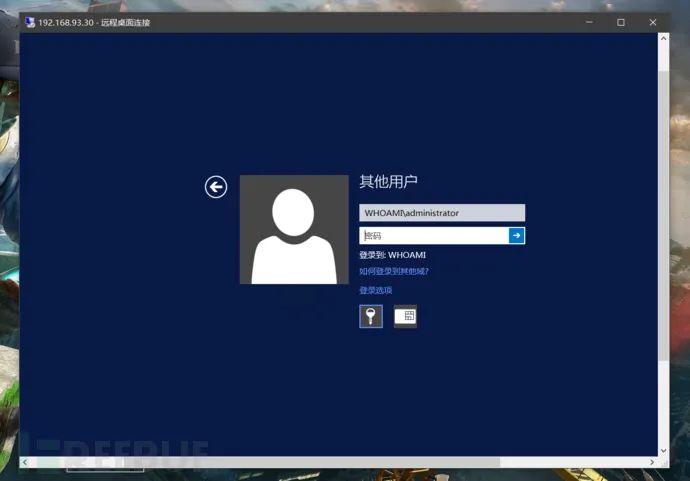 192.168.93.30 - 远程桌面连接
其他用户
WHOAMI\administrator
密码
登录到: WHOAMI
如何登录到其他域?
登录选项
REEBUF